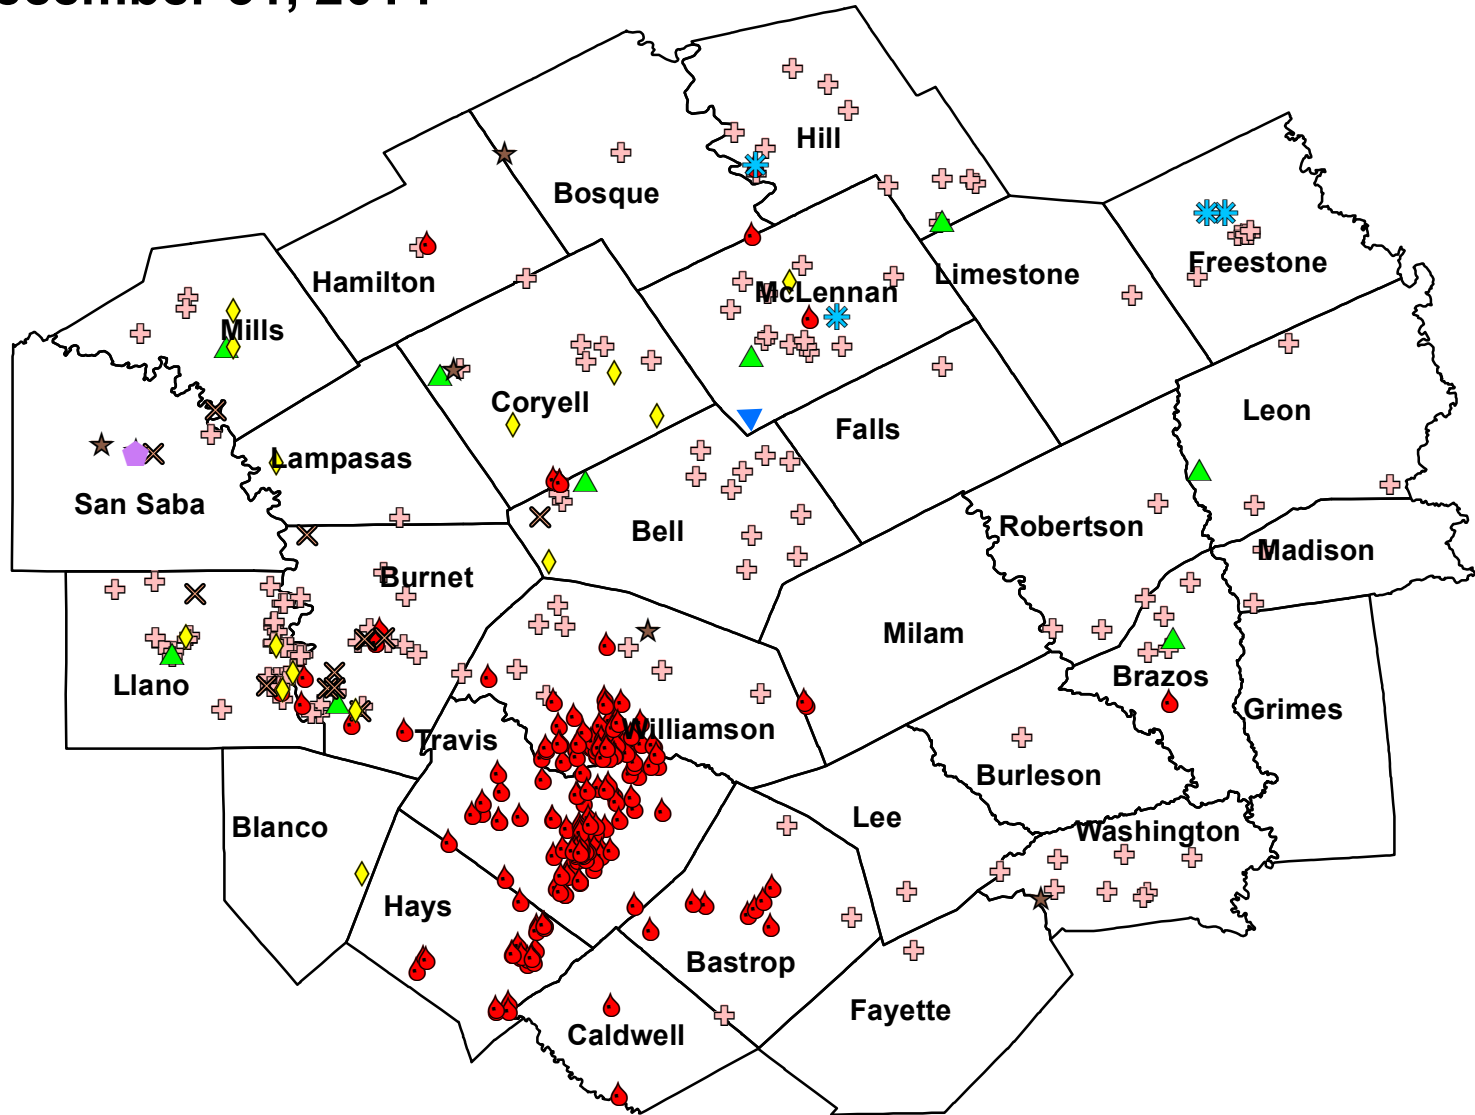 Hill
Bosque
Freestone
Hamilton
Limestone
McLennan
Mills
Coryell
Leon
Falls
Lampasas
San Saba
Robertson
Bell
Madison
Burnet
Milam
Brazos
Llano
Grimes
Williamson
Travis
Burleson
Lee
Blanco
Washington
Hays
Bastrop
Fayette
Caldwell